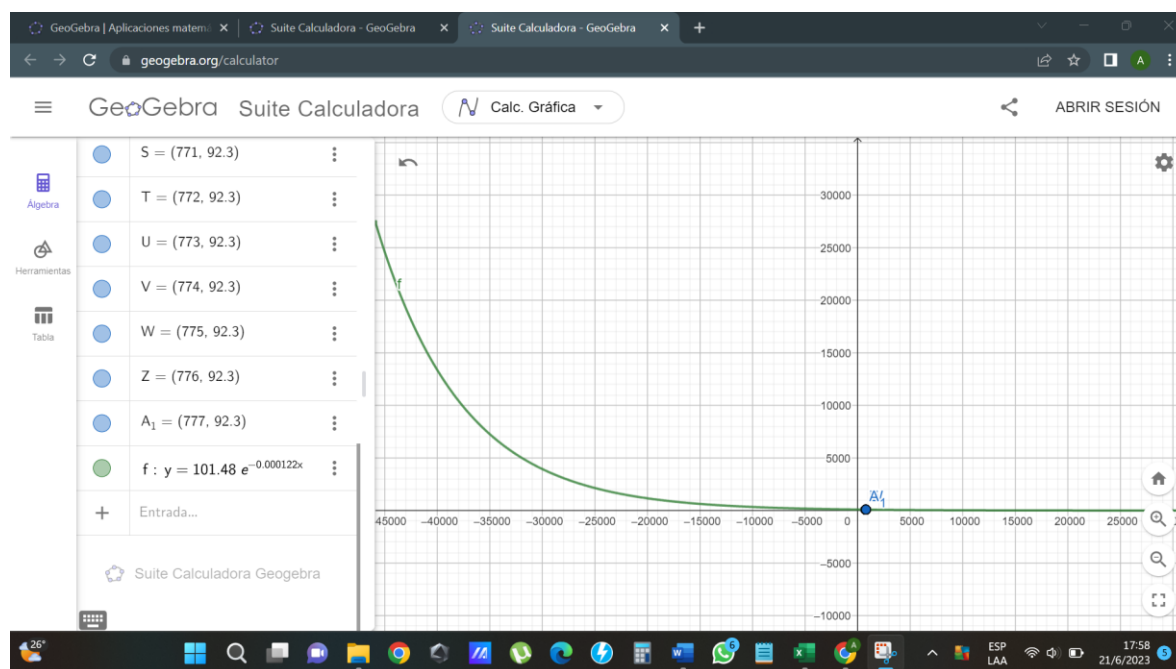 GeoGebra | Aplicaciones matemá
Suite Calculadora - GeoGebra
Suite Calculadora - GeoGebra
geogebra.org/calculator
A
GeoGebra Suite Calculadora
Calc. Gráfica
ABRIR SESIÓN
Álgebra
Herramientas
Tabla
S = (771, 92.3)
T = (772, 92.3)
U = (773, 92.3)
V = (774, 92.3)
W = (775, 92.3)
Z = (776, 92.3)
A₁ = (777, 92.3)
f : y = 101.48 e^−0.000122x
Entrada...
Suite Calculadora Geogebra
30000
25000
20000
15000
10000
5000
−5000
−10000
f
45000 −40000 −35000 −30000 −25000 −20000 −15000 −10000 −5000 0 5000 10000 15000 20000 25000
26°
6
ESP
LAA
17:58
21/6/2023
5